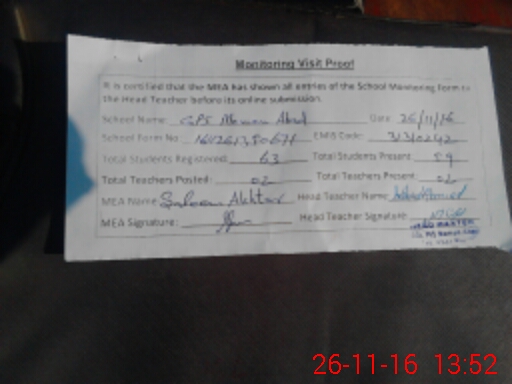 Monitoring Visit Proof
It is certified that the MEA has shown all entries of the School Monitoring Form to
the Head Teacher before its online submission.
School Name: GPS Date: 26/11/16
School Form No: EMIS Code: 31310242
Total Students Registered: 63 Total Students Present: 59
Total Teachers Posted: 02 Total Teachers Present: 02
MEA Name: Saleem Akhtar Head Teacher Name:
MEA Signature: Head Teacher Signature:
HEAD MASTER
26-11-16 13:52